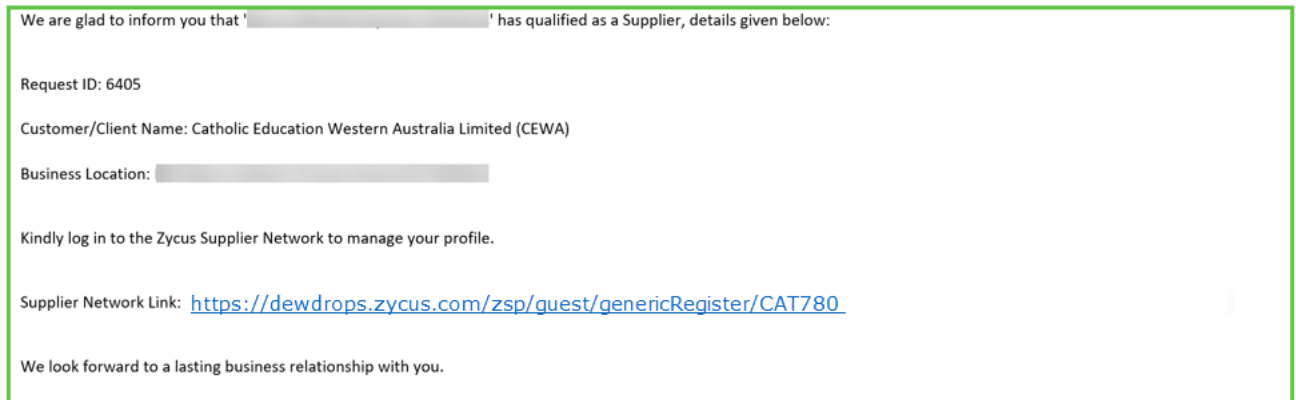 We are glad to inform you that ' ' has qualified as a Supplier, details given below:
Request ID: 6405
Customer/Client Name: Catholic Education Western Australia Limited (CEWA)
Business Location:
Kindly log in to the Zycus Supplier Network to manage your profile.
Supplier Network Link: https://dewdrops.zycus.com/zsp/guest/genericRegister/CAT780
We look forward to a lasting business relationship with you.